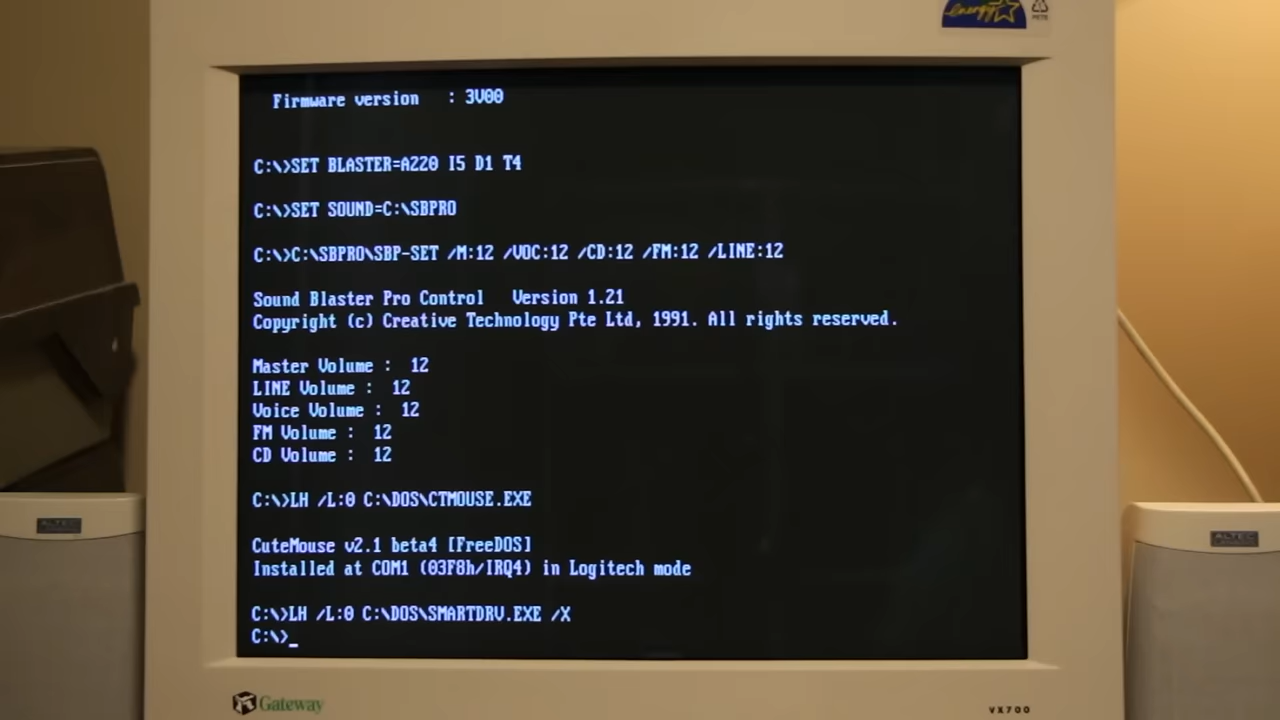 energy
PETE
Firmware version : 3V00
C:\>SET BLASTER=A220 I5 D1 T4
C:\>SET SOUND=C:\SBPRO
C:\>C:\SBPRO\SBP-SET /M:12 /VOC:12 /CD:12 /FM:12 /LINE:12
Sound Blaster Pro Control Version 1.21
Copyright (c) Creative Technology Pte Ltd, 1991. All rights reserved.
Master Volume : 12
LINE Volume : 12
Voice Volume : 12
FM Volume : 12
CD Volume : 12
C:\>LH /L:0 C:\DOS\CTMOUSE.EXE
CuteMouse v2.1 beta4 [FreeDOS]
Installed at COM1 (03F8h/IRQ4) in Logitech mode
C:\>LH /L:0 C:\DOS\SMARTDRV.EXE /X
C:\>_
ALTEC
ALTEC
Gateway
VX700